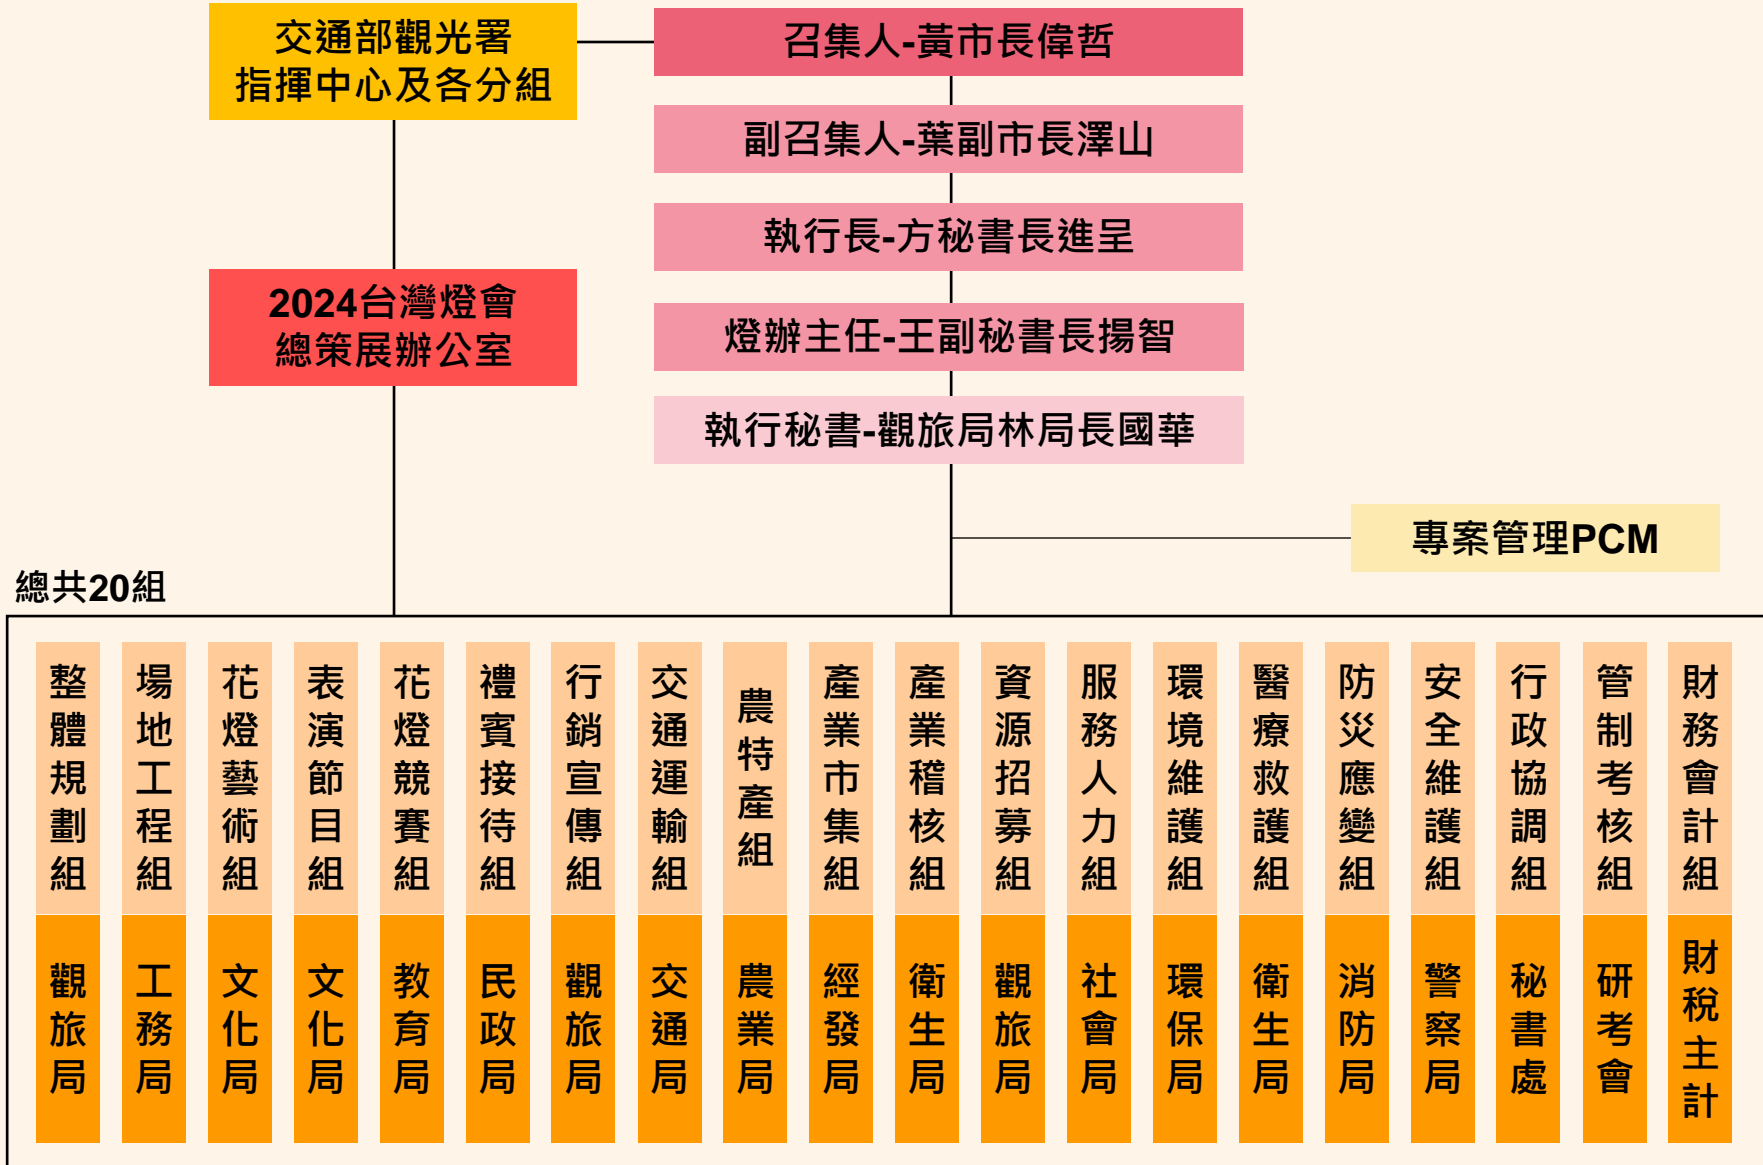 交通部觀光署
指揮中心及各分組
召集人-黃市長偉哲
副召集人-葉副市長澤山
執行長-方秘書長進呈
2024台灣燈會
總策展辦公室
燈辦主任-王副秘書長揚智
執行秘書-觀旅局林局長國華
專案管理PCM
總共20組
整體規劃組
場地工程組
花燈藝術組
表演節目組
花燈競賽組
禮賓接待組
行銷宣傳組
交通運輸組
農特產組
產業市集組
產業稽核組
資源招募組
服務人力組
環境維護組
醫療救護組
防災應變組
安全維護組
行政協調組
管制考核組
財務會計組
觀旅局
工務局
文化局
文化局
教育局
民政局
觀旅局
交通局
農業局
經發局
衛生局
觀旅局
社會局
環保局
衛生局
消防局
警察局
秘書處
研考會
財稅主計